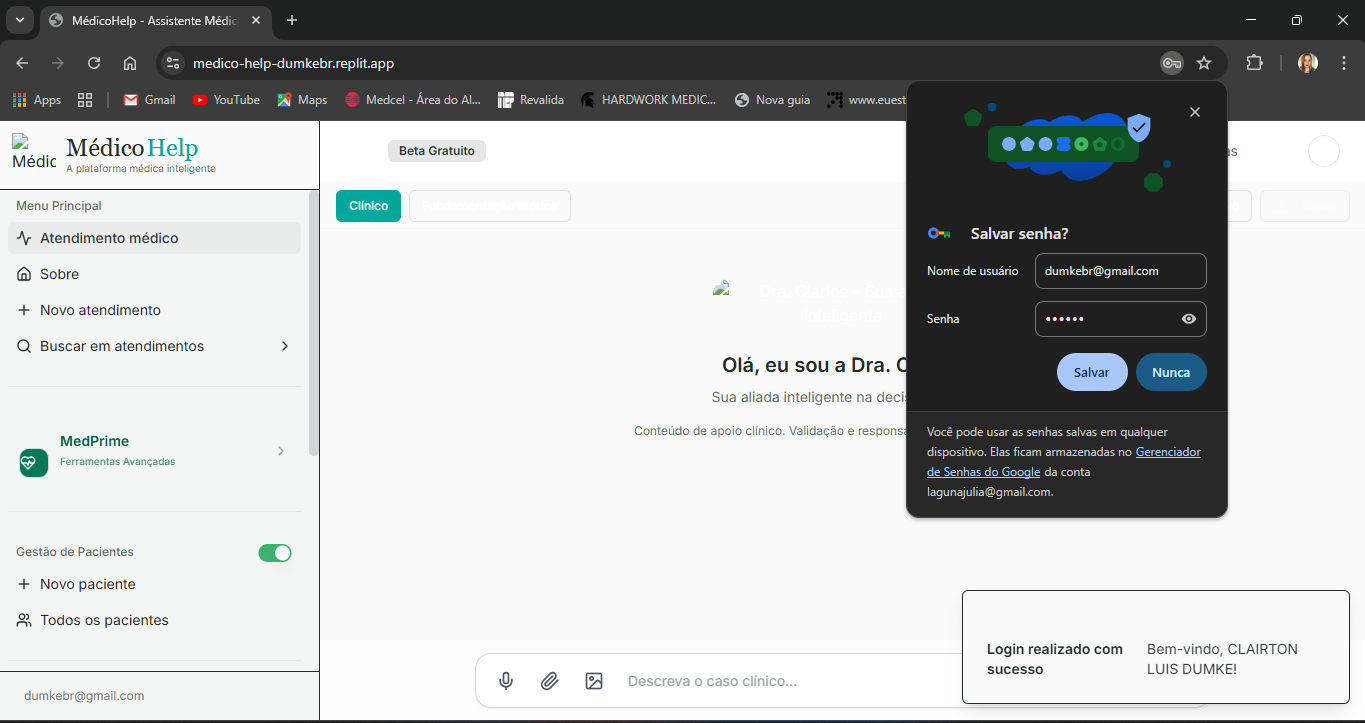 MédicoHelp - Assistente Médic
medico-help-dumkebr.replit.app
Apps
Gmail
YouTube
Maps
Medcel - Área do Al...
Revalida
HARDWORK MEDIC...
Nova guia
www.euest
Médic
MédicoHelp
A plataforma médica inteligente
Beta Gratuito
Menu Principal
Atendimento médico
Sobre
Novo atendimento
Buscar em atendimentos
MedPrime
Ferramentas Avançadas
Gestão de Pacientes
Novo paciente
Todos os pacientes
dumkebr@gmail.com
Clínico
Fundamentação teórica
Dra. Clarice - Sua
inteligente
Olá, eu sou a Dra. C
Sua aliada inteligente na decis
Conteúdo de apoio clínico. Validação e responsa
Descreva o caso clínico...
Salvar senha?
Nome de usuário
dumkebr@gmail.com
Senha
••••••
Salvar
Nunca
Você pode usar as senhas salvas em qualquer
dispositivo. Elas ficam armazenadas no Gerenciador
de Senhas do Google da conta
lagunajulia@gmail.com.
Login realizado com
sucesso
Bem-vindo, CLAIRTON
LUIS DUMKE!